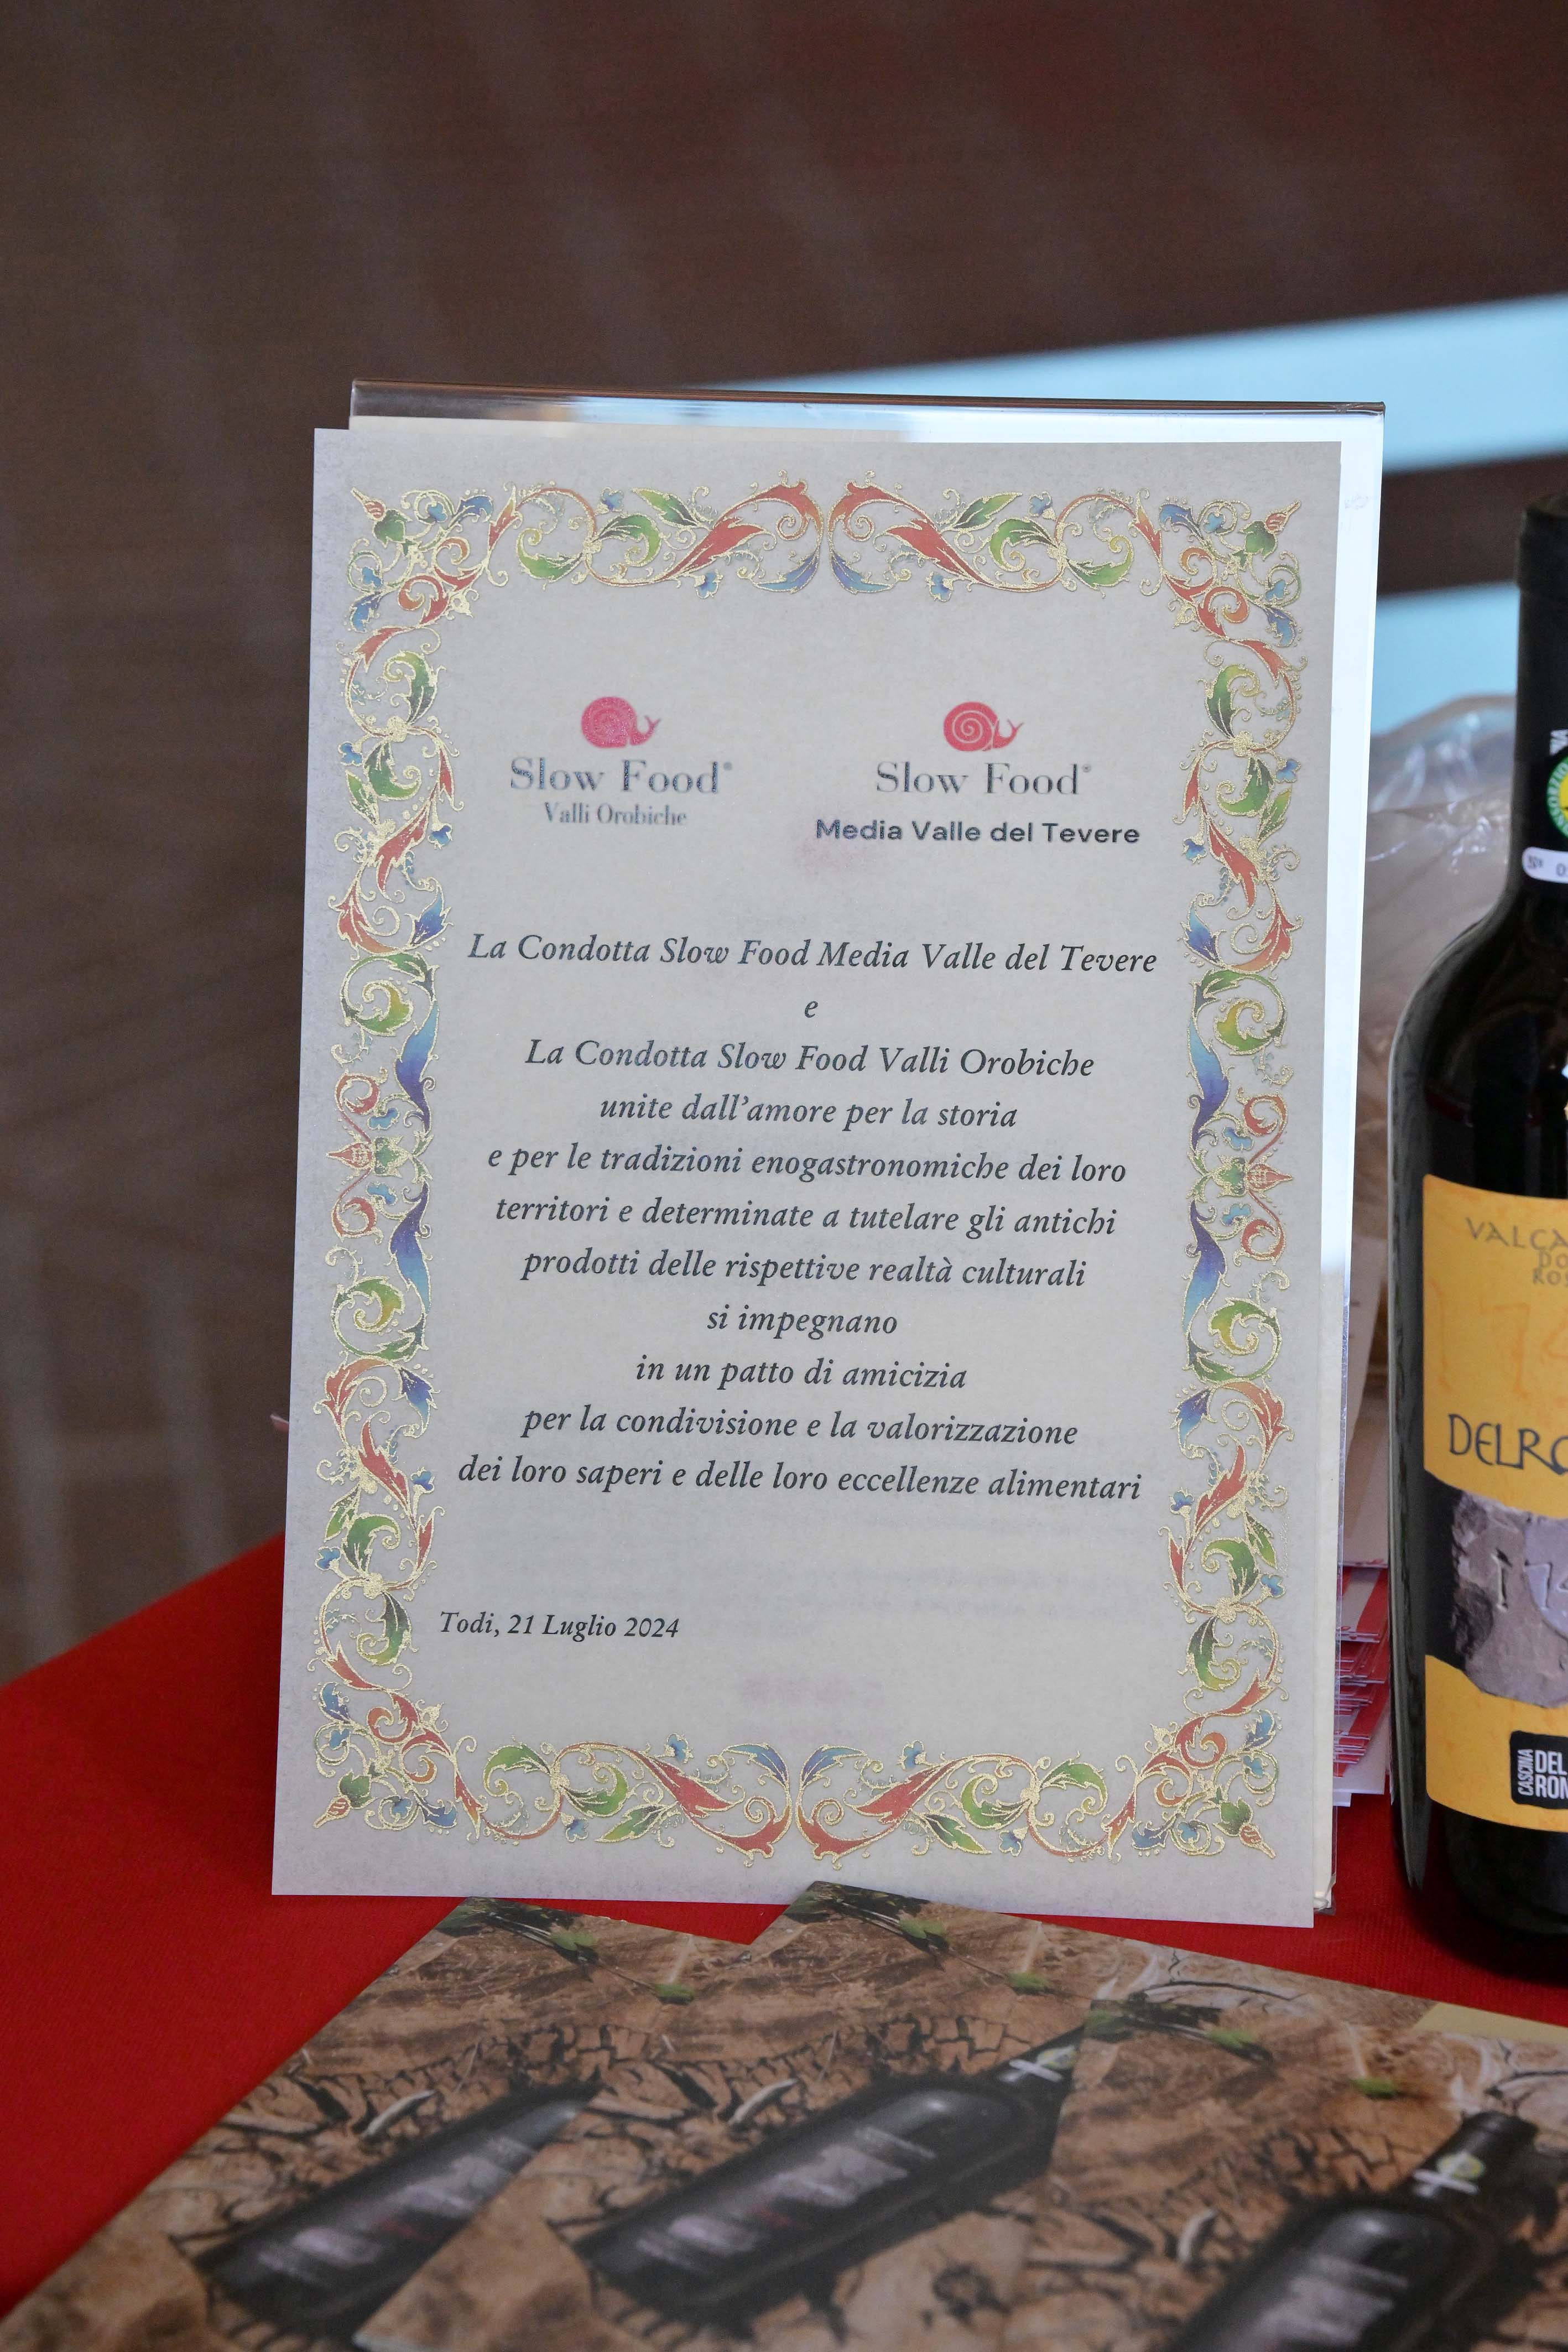 Slow Food®
Valli Orobiche
Slow Food®
Media Valle del Tevere
La Condotta Slow Food Media Valle del Tevere
e
La Condotta Slow Food Valli Orobiche
unite dall'amore per la storia
e per le tradizioni enogastronomiche dei loro
territori e determinate a tutelare gli antichi
prodotti delle rispettive realtà culturali
si impegnano
in un patto di amicizia
per la condivisione e la valorizzazione
dei loro saperi e delle loro eccellenze alimentari
Todi, 21 Luglio 2024
CASCINA
DEL